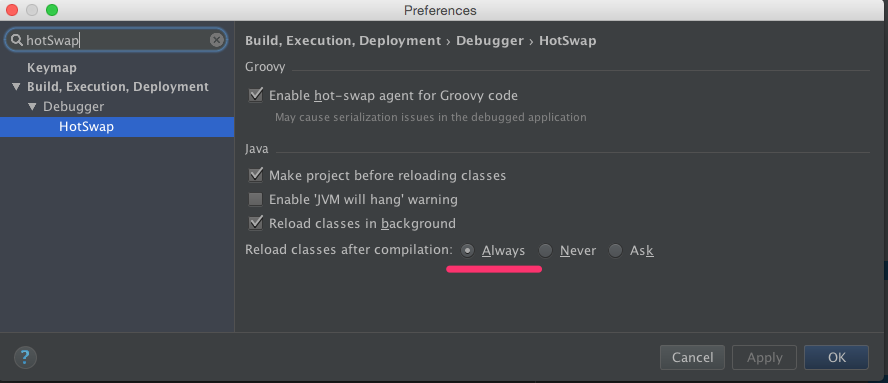 Preferences
hotSwap
Keymap
Build, Execution, Deployment
Debugger
HotSwap
Build, Execution, Deployment › Debugger › HotSwap
Groovy
Enable hot-swap agent for Groovy code
May cause serialization issues in the debugged application
Java
Make project before reloading classes
Enable 'JVM will hang' warning
Reload classes in background
Reload classes after compilation: Always Never Ask
? Cancel Apply OK